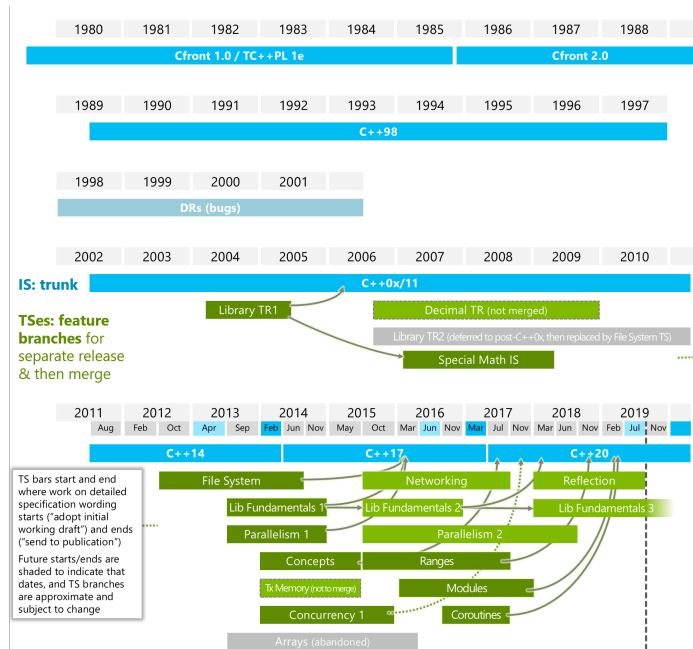 1980 1981 1982 1983 1984 1985 1986 1987 1988
Cfront 1.0 / TC++PL 1e Cfront 2.0
1989 1990 1991 1992 1993 1994 1995 1996 1997
C++98
1998 1999 2000 2001
DRs (bugs)
2002 2003 2004 2005 2006 2007 2008 2009 2010
IS: trunk C++0x/11
Library TR1 Decimal TR (not merged)
TSes: feature
branches for
separate release
& then merge
Library TR2 (deferred to post-C++0x, then replaced by File System TS)
Special Math IS
2011 2012 2013 2014 2015 2016 2017 2018 2019
Aug Feb Oct Apr Sep Feb Jun Nov May Oct Mar Jun Nov Mar Jul Nov Mar Jun Nov Feb Jul Nov
C++14 C++17 C++20
TS bars start and end
where work on detailed
specification wording
starts ("adopt initial
working draft") and ends
("send to publication")
Future starts/ends are
shaded to indicate that
dates, and TS branches
are approximate and
subject to change
File System Networking Reflection
Lib Fundamentals 1 Lib Fundamentals 2 Lib Fundamentals 3
Parallelism 1 Parallelism 2
Concepts Ranges
Tx Memory (not to merge) Modules
Concurrency 1 Coroutines
Arrays (abandoned)